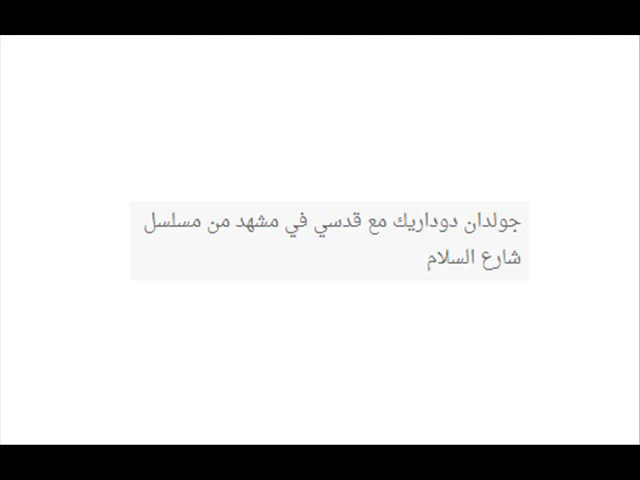 جولدان دوداريك مع قدسي في مشهد من مسلسل
شارع السلام